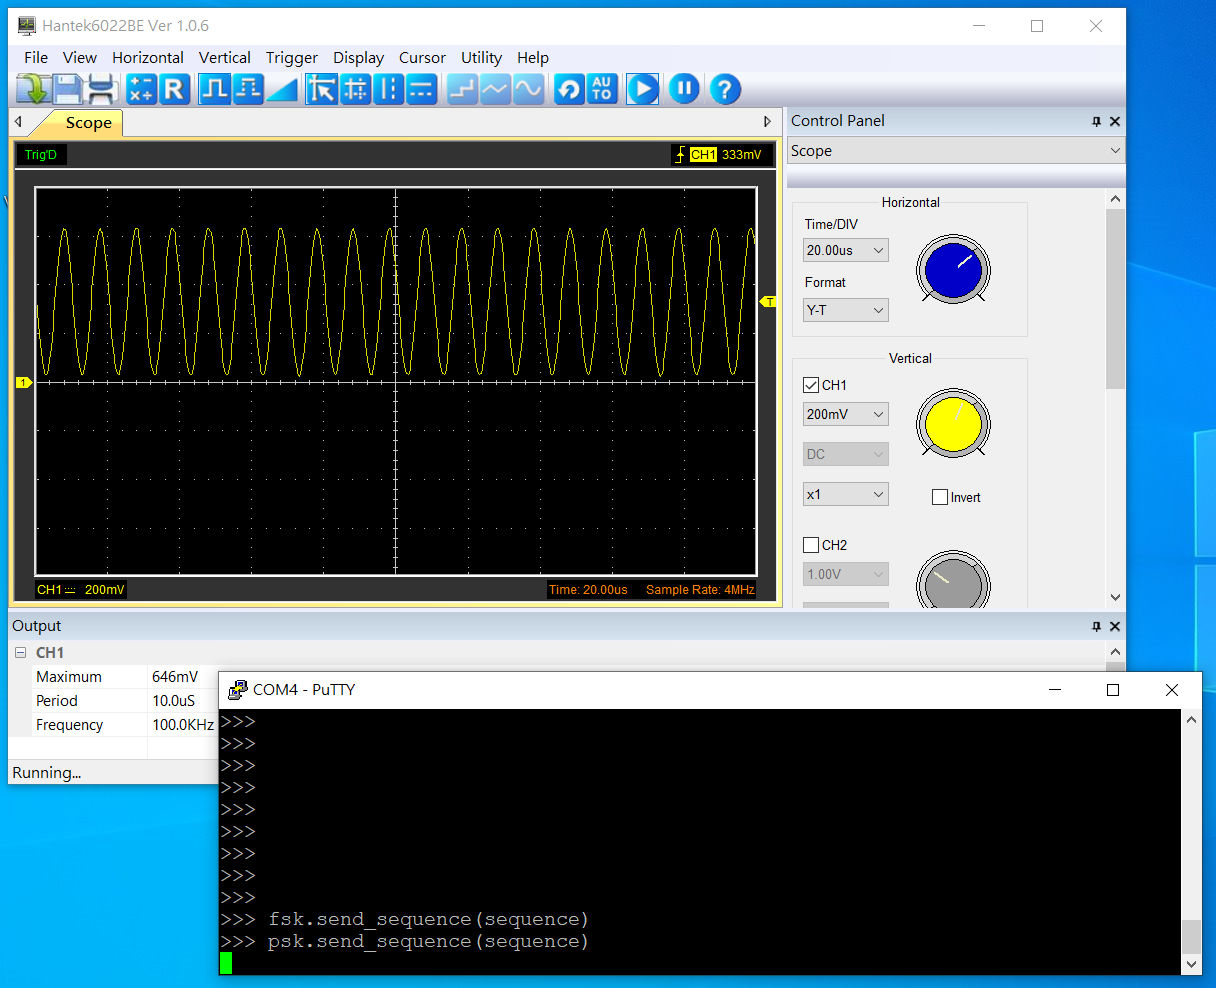 Hantek6022BE Ver 1.0.6
File View Horizontal Vertical Trigger Display Cursor Utility Help
R AU TO ?
Scope
Trig'D CH1 333mV
T
1
CH1 200mV Time: 20.00us Sample Rate: 4MHz
Control Panel
Scope
Horizontal
Time/DIV
20.00us
Format
Y-T
Vertical
CH1
200mV
DC
x1
Invert
CH2
1.00V
Output
CH1
Maximum 646mV
Period 10.0uS
Frequency 100.0KHz
Running...
COM4 - PuTTY
>>>
>>>
>>>
>>>
>>>
>>>
>>>
>>>
>>>
>>> fsk.send_sequence(sequence)
>>> psk.send_sequence(sequence)